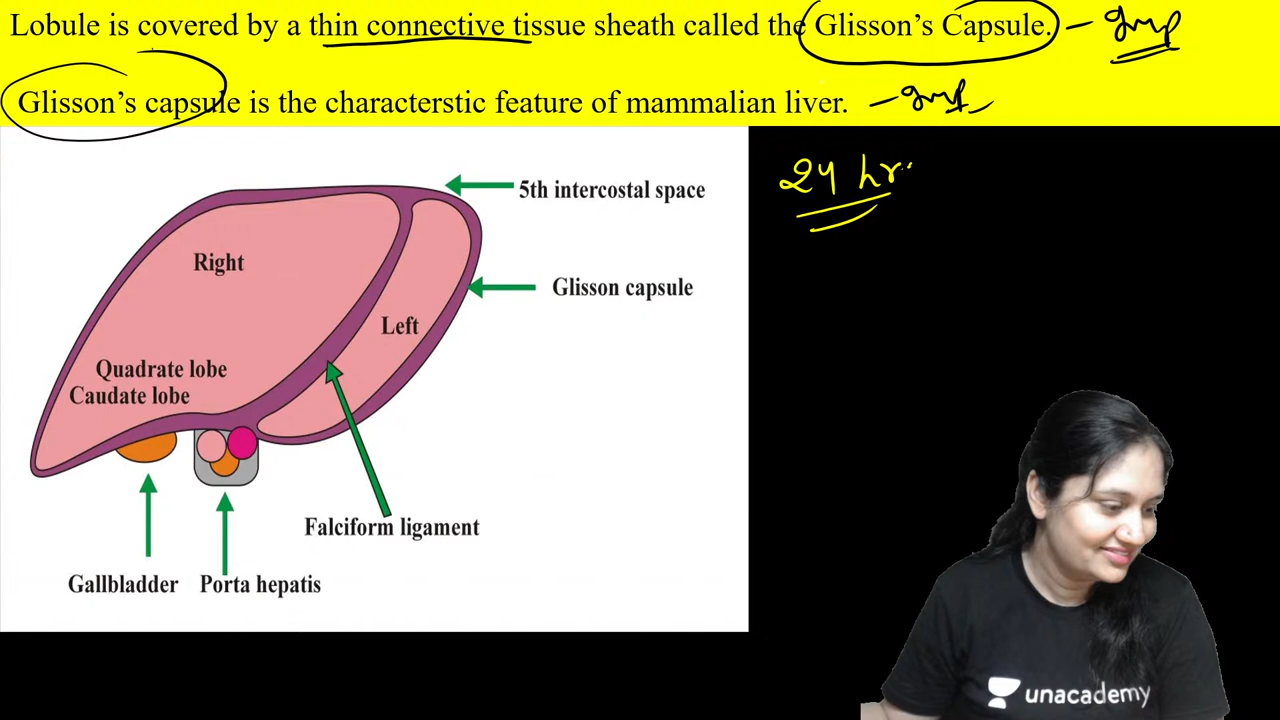 Lobule is covered by a thin connective tissue sheath called the Glisson's Capsule. - Imp
Glisson's capsule is the characterstic feature of mammalian liver. - Imp
24 hr
5th intercostal space
Right
Glisson capsule
Left
Quadrate lobe
Caudate lobe
Falciform ligament
Gallbladder
Porta hepatis
unacademy